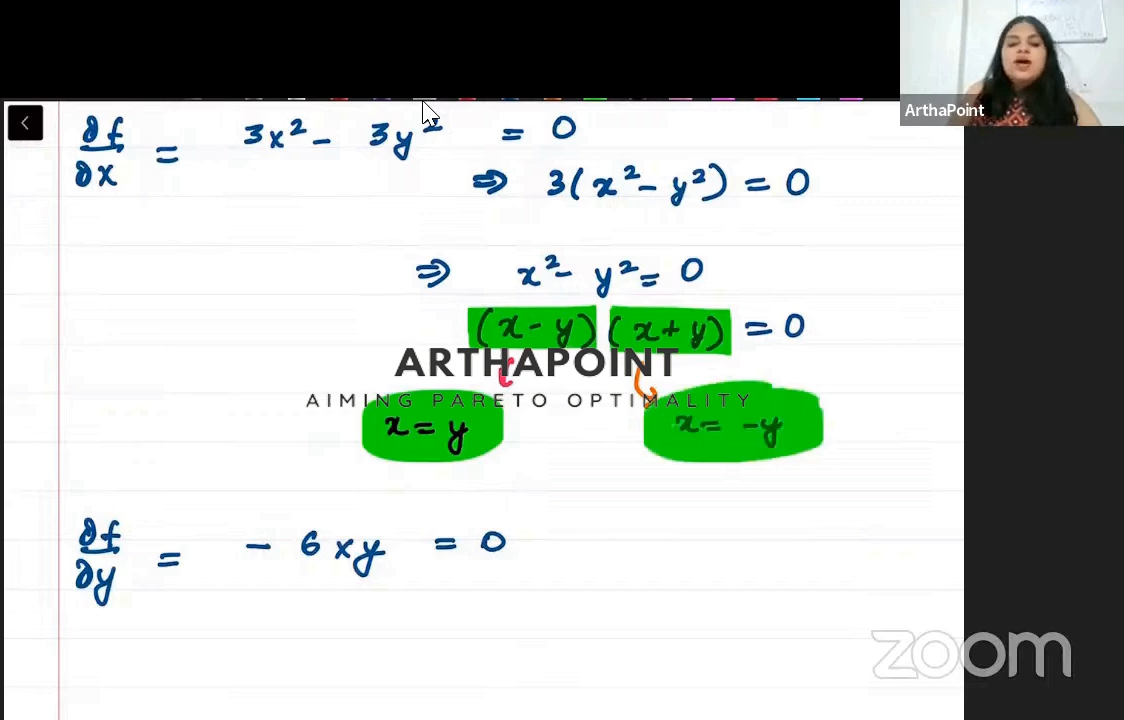 ArthaPoint
∂f/∂x = 3x² - 3y² = 0
⇒ 3(x² - y²) = 0
⇒ x² - y² = 0
(x - y) (x + y) = 0
ARTHAPOINT
AIMING PARETO OPTIMALITY
x = y x = -y
∂f/∂y = - 6xy = 0
zoom